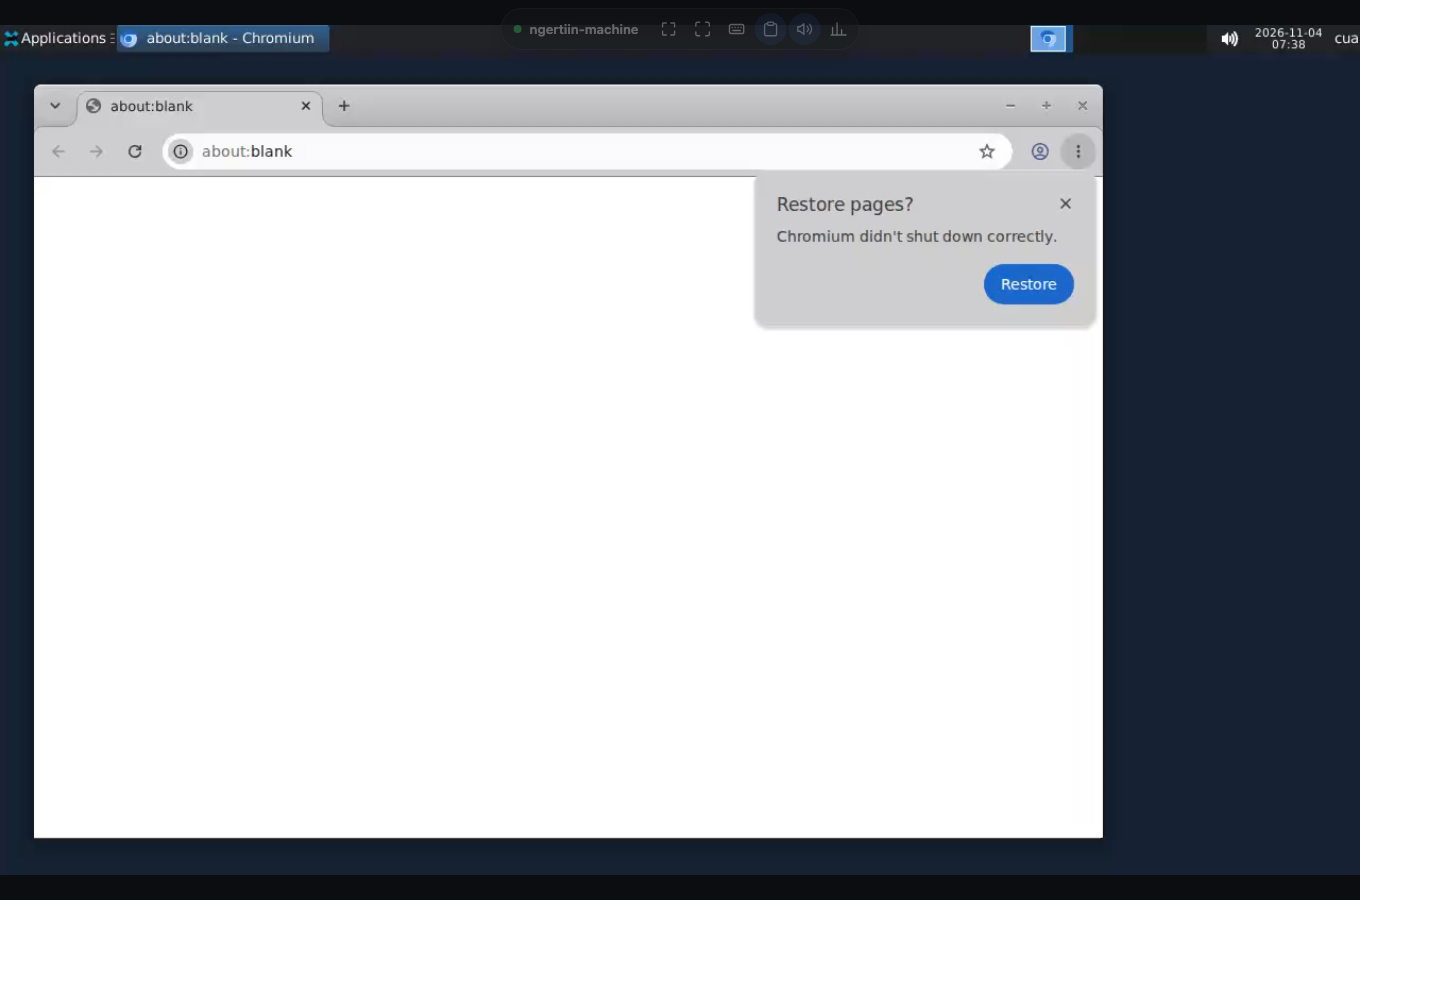 ngertiin-machine
Applications
about:blank - Chromium
2026-11-04
07:38
cua
about:blank
about:blank
Restore pages?
Chromium didn't shut down correctly.
Restore